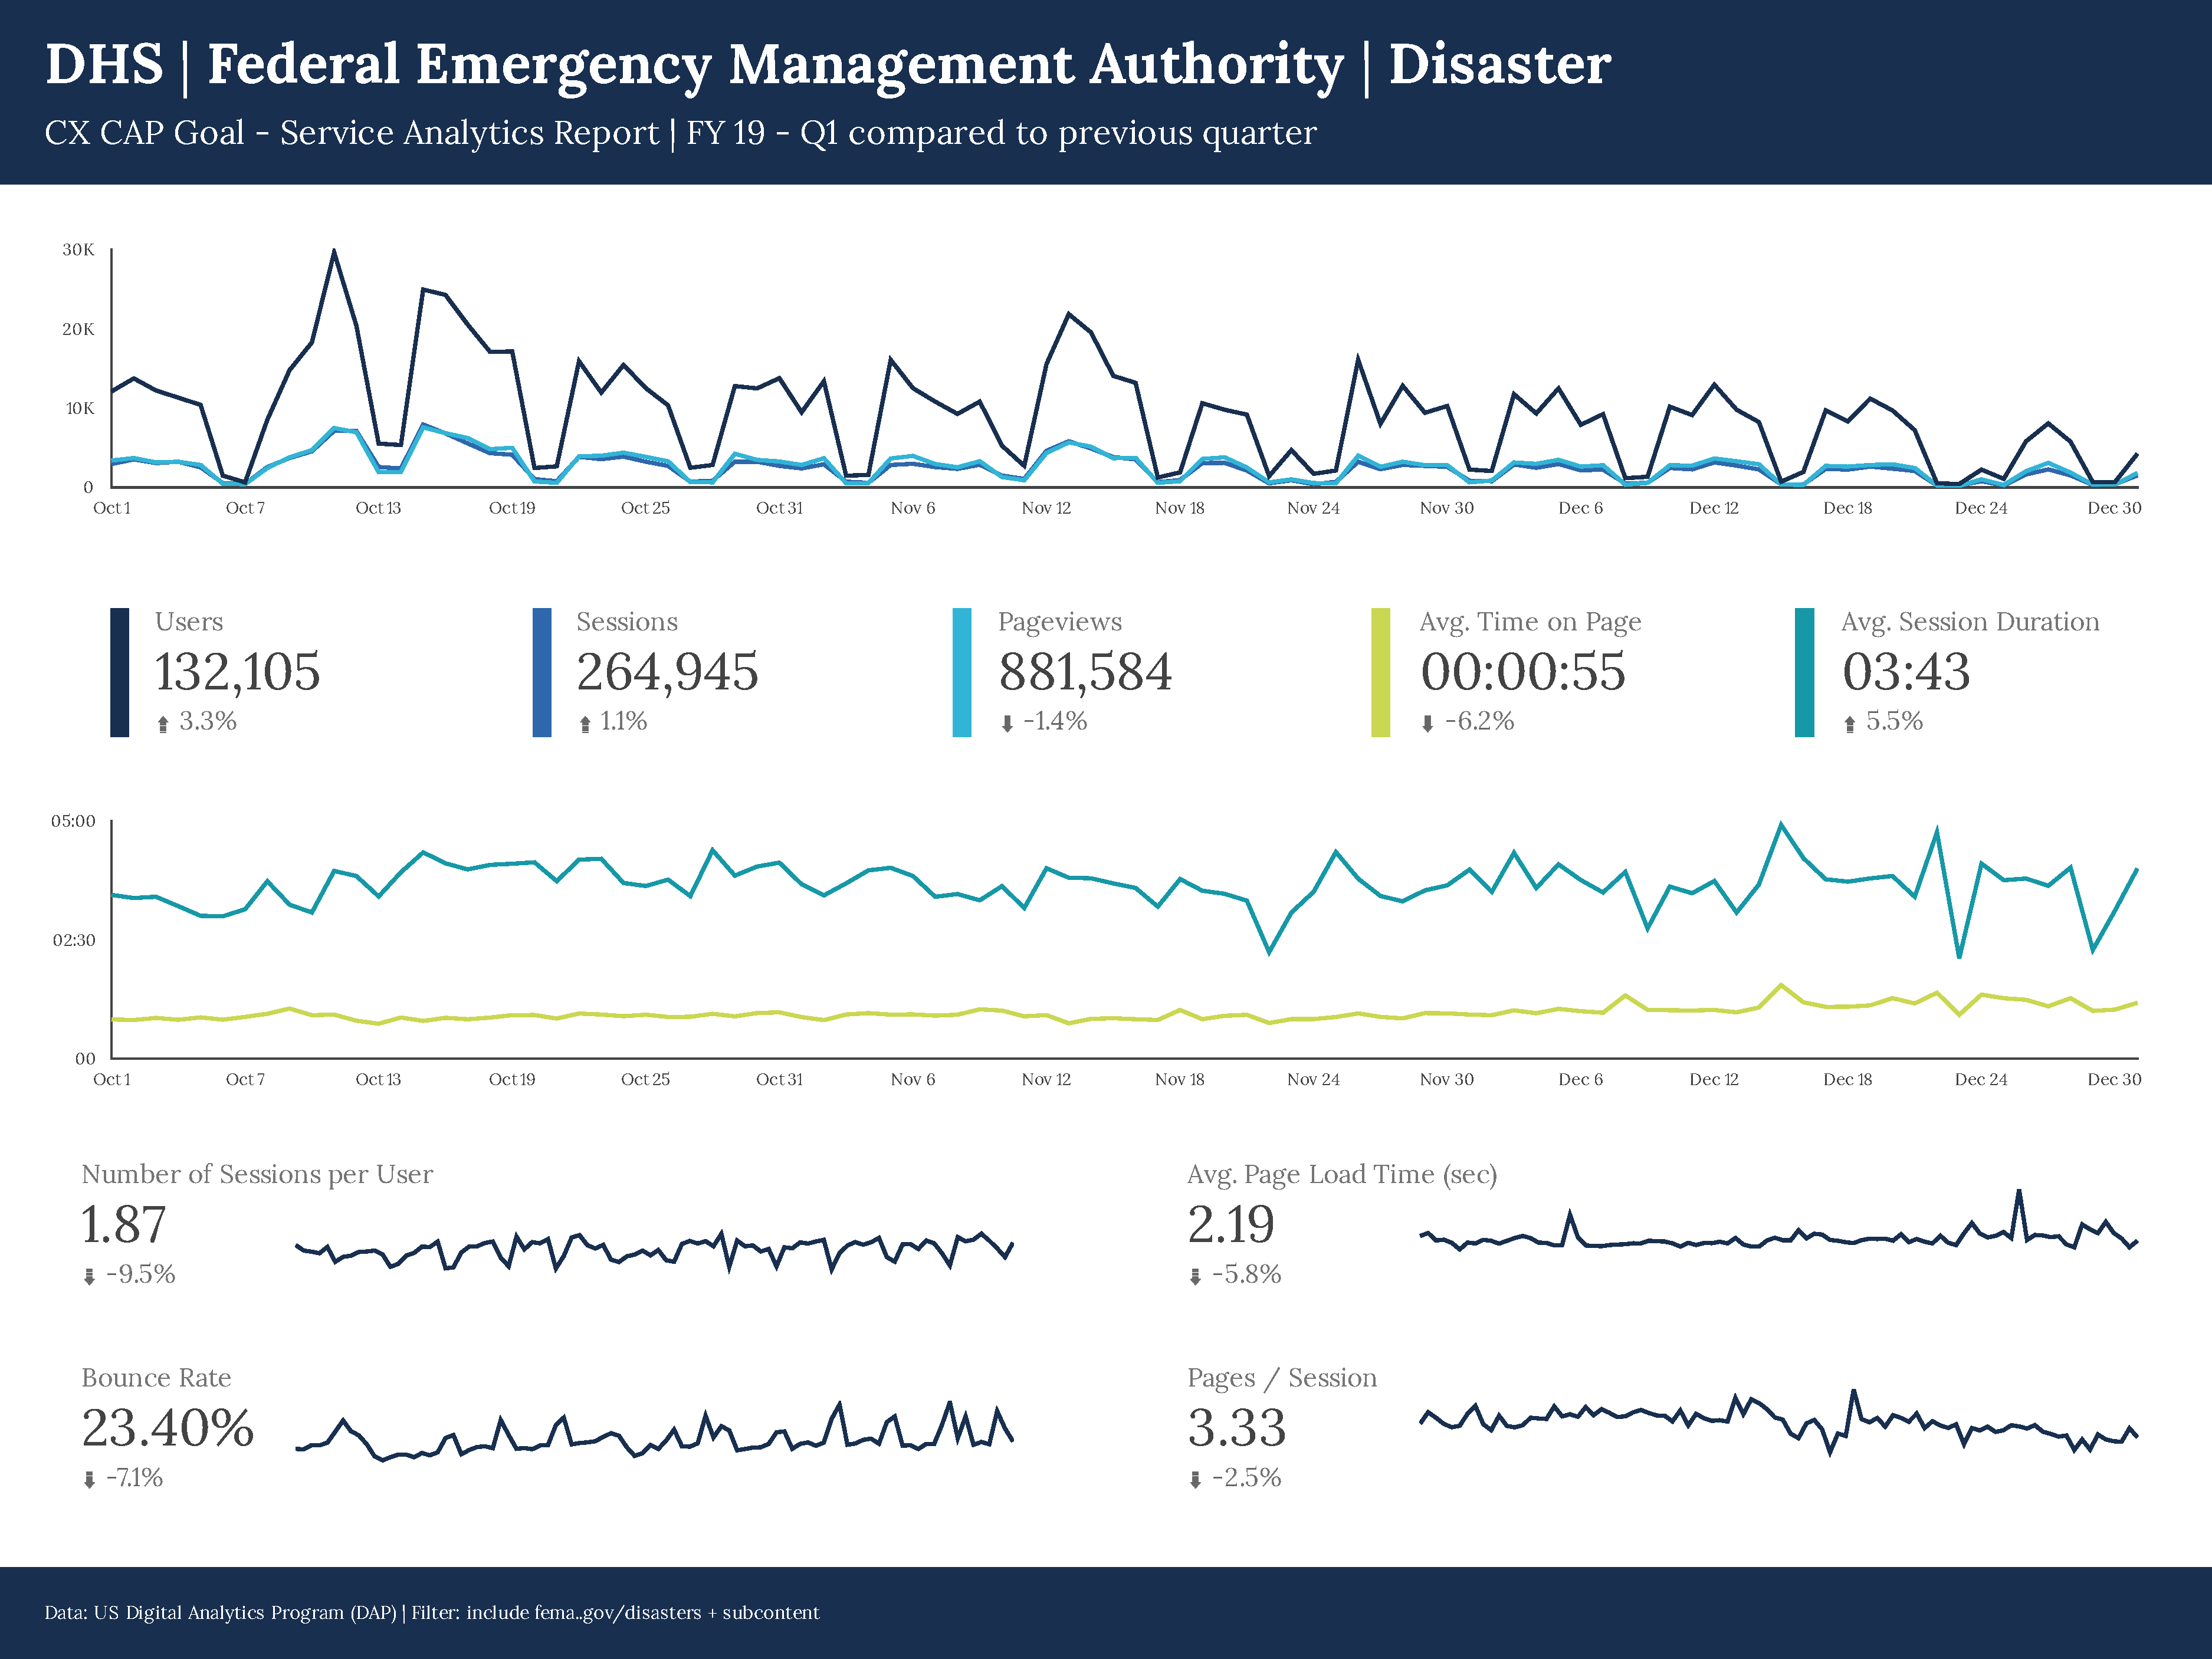 DHS | Federal Emergency Management Authority | Disaster
CX CAP Goal - Service Analytics Report | FY 19 - Q1 compared to previous quarter
30K
20K
10K
0
Oct 1 Oct 7 Oct 13 Oct 19 Oct 25 Oct 31 Nov 6 Nov 12 Nov 18 Nov 24 Nov 30 Dec 6 Dec 12 Dec 18 Dec 24 Dec 30
Users Sessions Pageviews Avg. Time on Page Avg. Session Duration
132,105 264,945 881,584 00:00:55 03:43
3.3% 1.1% -1.4% -6.2% 5.5%
05:00
02:30
00
Oct 1 Oct 7 Oct 13 Oct 19 Oct 25 Oct 31 Nov 6 Nov 12 Nov 18 Nov 24 Nov 30 Dec 6 Dec 12 Dec 18 Dec 24 Dec 30
Number of Sessions per User
1.87
-9.5%
Avg. Page Load Time (sec)
2.19
-5.8%
Bounce Rate
23.40%
-7.1%
Pages / Session
3.33
-2.5%
Data: US Digital Analytics Program (DAP) | Filter: include fema..gov/disasters + subcontent